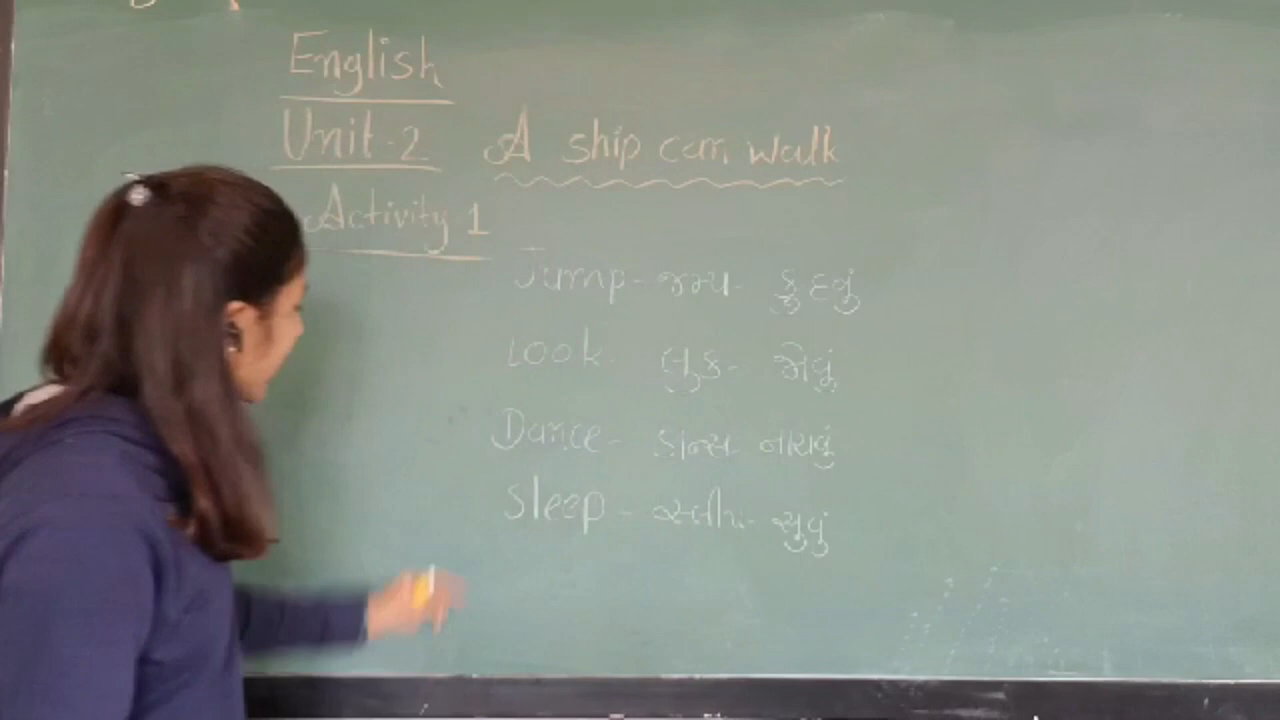 English
Unit-2 A ship can walk
Activity-1
Jump - જમ્પ - કુદવું
Look - લુક - જોવું
Dance - ડાન્સ - નાચવું
Sleep - સ્લીપ - સુવું